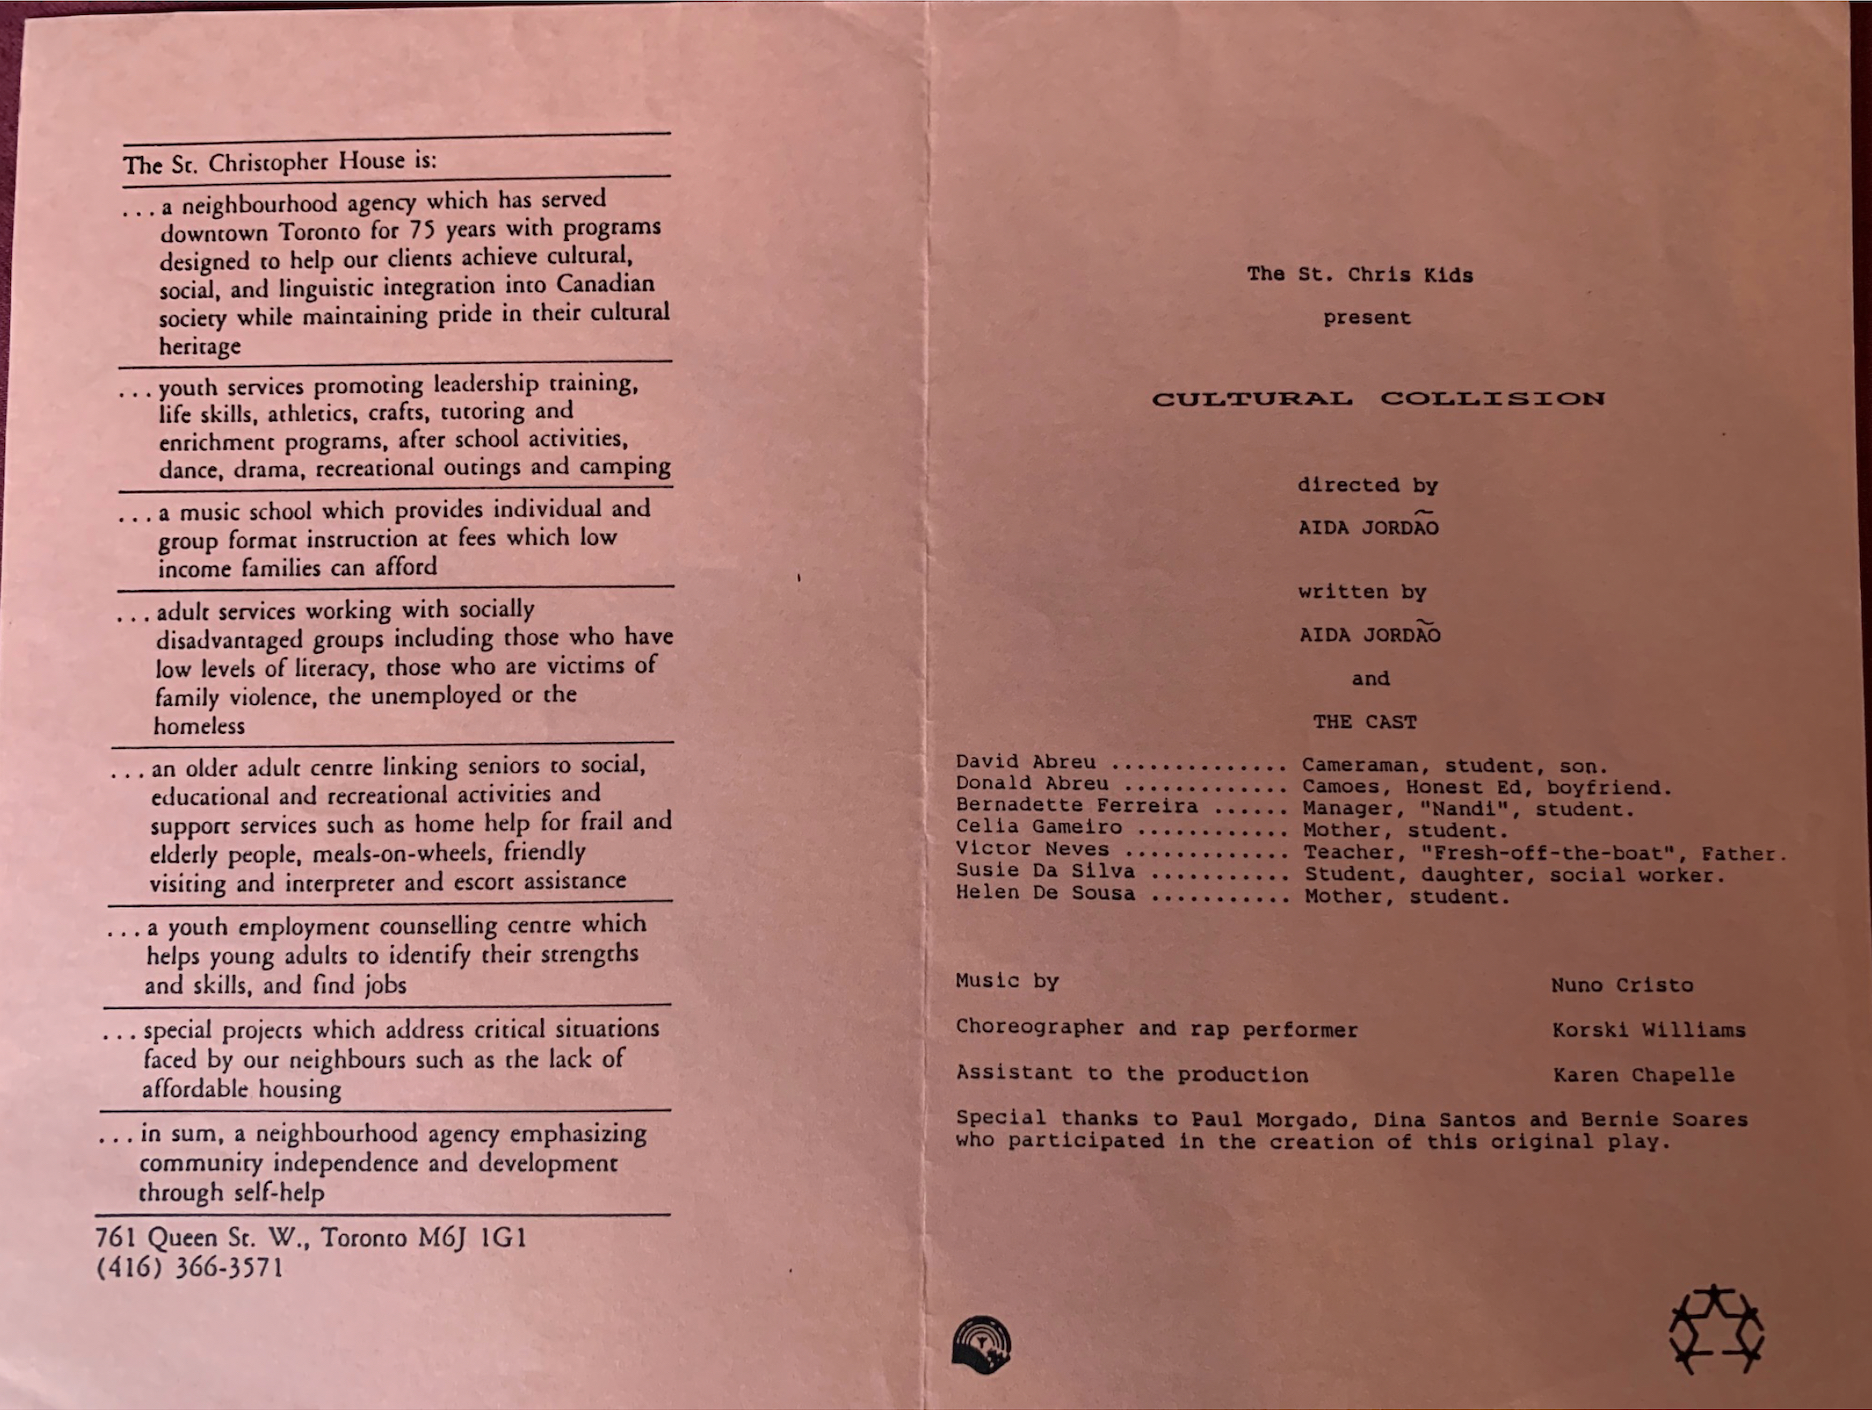 The St. Christopher House is:
... a neighbourhood agency which has served
downtown Toronto for 75 years with programs
designed to help our clients achieve cultural,
social, and linguistic integration into Canadian
society while maintaining pride in their cultural
heritage
... youth services promoting leadership training,
life skills, athletics, crafts, tutoring and
enrichment programs, after school activities,
dance, drama, recreational outings and camping
... a music school which provides individual and
group format instruction at fees which low
income families can afford
... adult services working with socially
disadvantaged groups including those who have
low levels of literacy, those who are victims of
family violence, the unemployed or the
homeless
... an older adult centre linking seniors to social,
educational and recreational activities and
support services such as home help for frail and
elderly people, meals-on-wheels, friendly
visiting and interpreter and escort assistance
... a youth employment counselling centre which
helps young adults to identify their strengths
and skills, and find jobs
... special projects which address critical situations
faced by our neighbours such as the lack of
affordable housing
... in sum, a neighbourhood agency emphasizing
community independence and development
through self-help
761 Queen St. W., Toronto M6J 1G1
(416) 366-3571
The St. Chris Kids
present
CULTURAL COLLISION
directed by
AIDA JORDÃO
written by
AIDA JORDÃO
and
THE CAST
David Abreu .............. Cameraman, student, son.
Donald Abreu ............. Camoes, Honest Ed, boyfriend.
Bernadette Ferreira ...... Manager, "Nandi", student.
Celia Gameiro ............ Mother, student.
Victor Neves ............. Teacher, "Fresh-off-the-boat", Father.
Susie Da Silva ........... Student, daughter, social worker.
Helen De Sousa ........... Mother, student.
Music by Nuno Cristo
Choreographer and rap performer Korski Williams
Assistant to the production Karen Chapelle
Special thanks to Paul Morgado, Dina Santos and Bernie Soares
who participated in the creation of this original play.